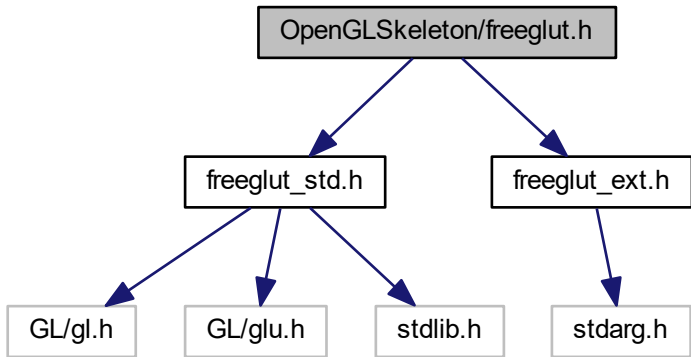 OpenGLSkeleton/freeglut.h
freeglut_std.h
freeglut_ext.h
GL/gl.h
GL/glu.h
stdlib.h
stdarg.h